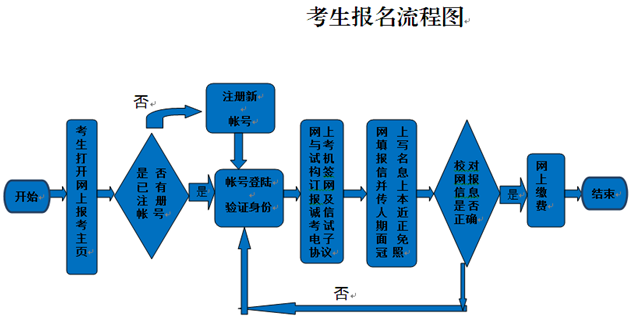 考生报名流程图
开始
考生打开网上报考主页
是否
已有
注册
帐号
否
注册新
帐号
是
帐号登陆
验证身份
网上
与考
试机
构签
订网
报及
诚信
考试
电子
协议
网上
填写
报名
信息
并上
传本
人近
期正
面免
冠照
校对
网报
信息
是否
正确
是
网上缴费
结束
否